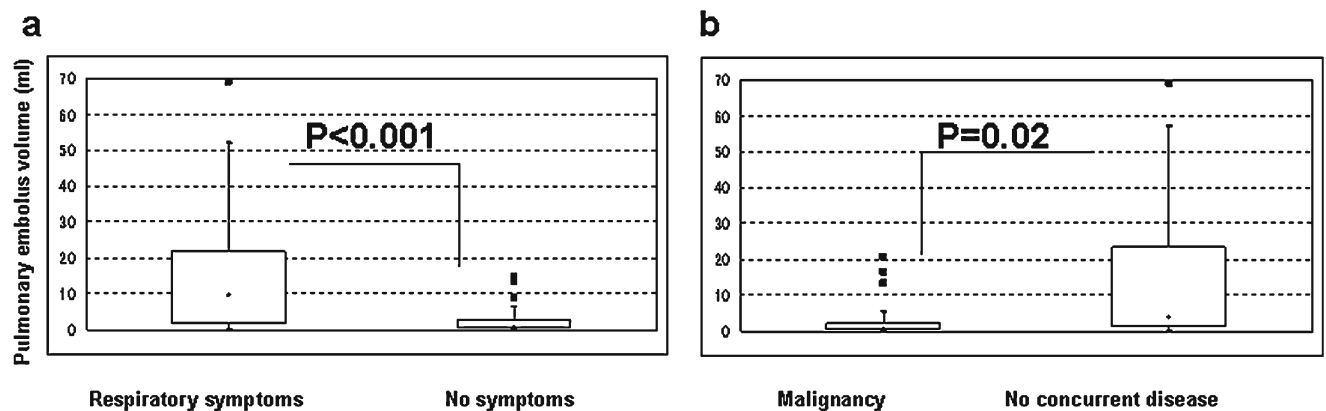 a
Pulmonary embolus volume (ml)
70
60
50
40
30
20
10
0
P<0.001
Respiratory symptoms
No symptoms
b
70
60
50
40
30
20
10
0
P=0.02
Malignancy
No concurrent disease